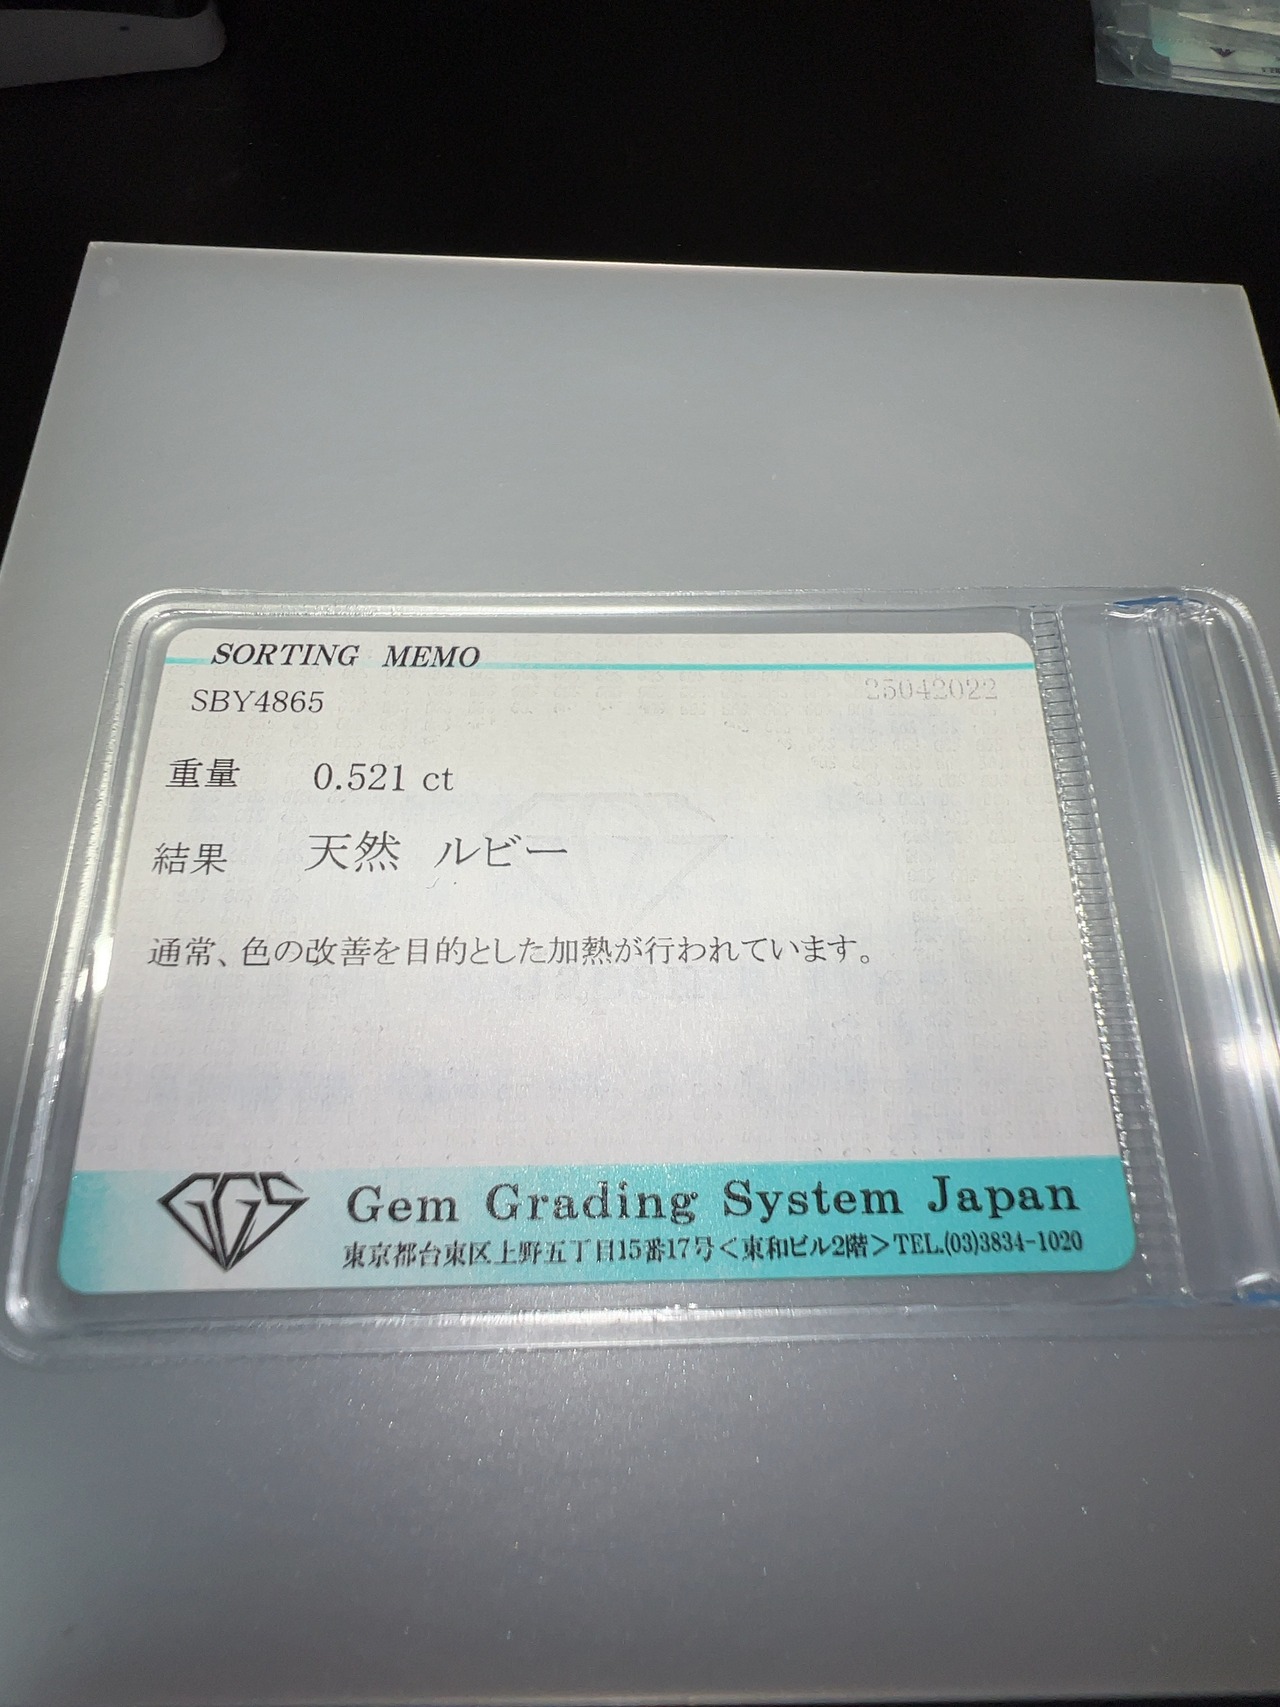 SORTING MEMO
SBY4865
25042022
重量 0.521 ct
結果 天然 ルビー
通常、色の改善を目的とした加熱が行われています。
GGS Gem Grading System Japan
東京都台東区上野五丁目15番17号<東和ビル2階>TEL.(03)3834-1020